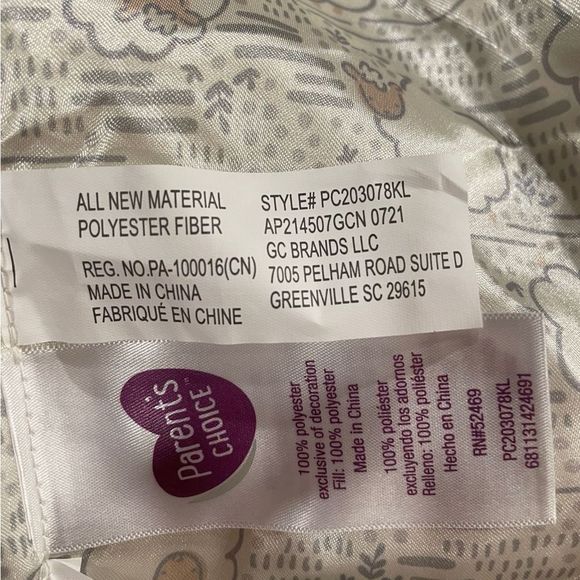 ALL NEW MATERIAL
POLYESTER FIBER
REG. NO.PA-100016(CN)
MADE IN CHINA
FABRIQUÉ EN CHINE
STYLE# PC203078KL
AP214507GCN 0721
GC BRANDS LLC
7005 PELHAM ROAD SUITE D
GREENVILLE SC 29615
Parent's
CHOICE™
100% polyester
exclusive of decoration
Fill: 100% polyester
Made in China
100% poliéster
excluyendo los adornos
Relleno: 100% poliéster
Hecho en China
RN#52469
PC203078KL
681131424691